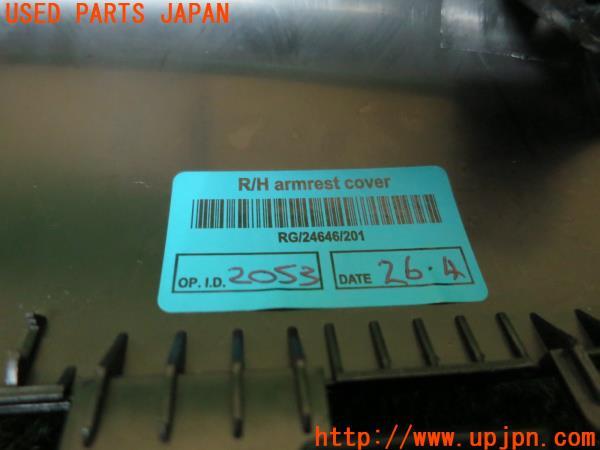 USED PARTS JAPAN
R/H armrest cover
RG/24646/201
OP. I.D. 2053
DATE 26.4
http://www.upjpn.com